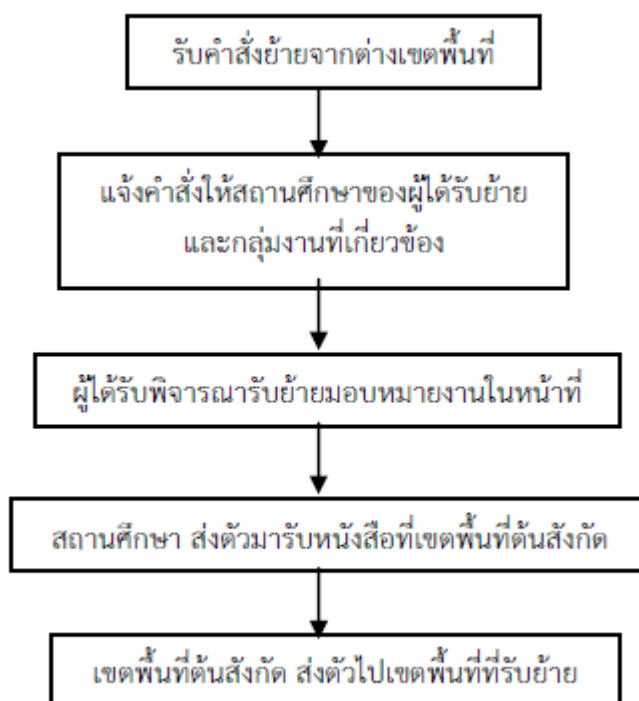 รับคำสั่งย้ายจากต่างเขตพื้นที่
แจ้งคำสั่งให้สถานศึกษาของผู้ได้รับย้าย
และกลุ่มงานที่เกี่ยวข้อง
ผู้ได้รับพิจารณารับย้ายมอบหมายงานในหน้าที่
สถานศึกษา ส่งตัวมารับหนังสือที่เขตพื้นที่ต้นสังกัด
เขตพื้นที่ต้นสังกัด ส่งตัวไปเขตพื้นที่ที่รับย้าย